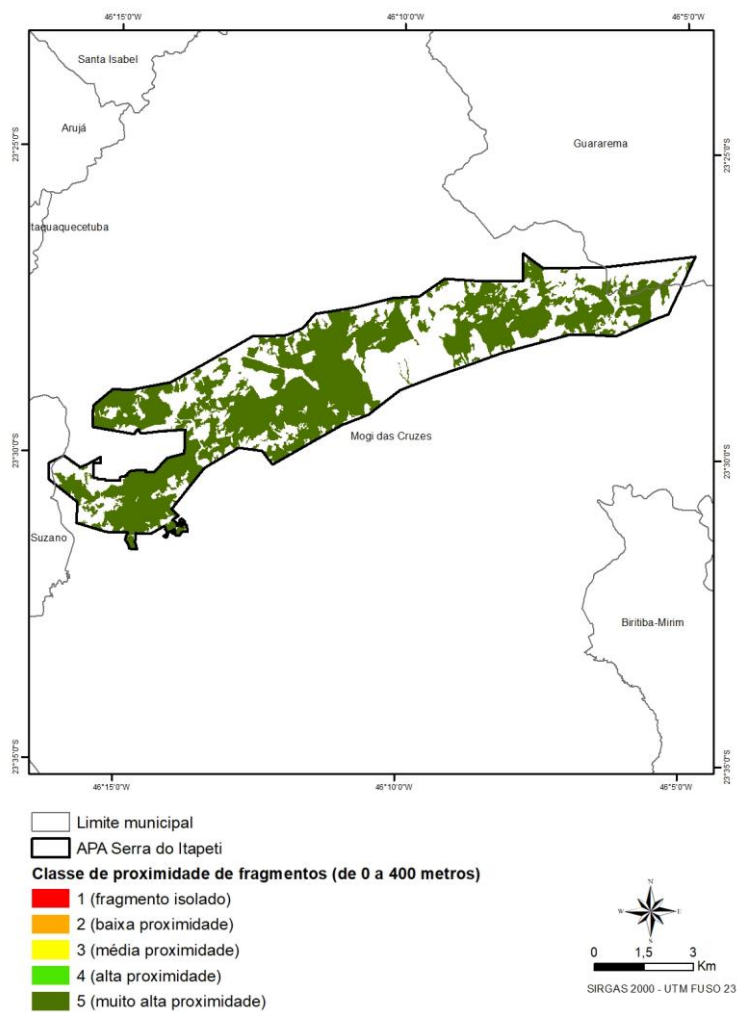 46°15'0"W
46°10'0"W
46°5'0"W
Santa Isabel
Arujá
Guararema
23°25'0"S
23°25'0"S
Itaquaquecetuba
Mogi das Cruzes
23°30'0"S
23°30'0"S
Suzano
Biritiba-Mirim
23°35'0"S
23°35'0"S
46°15'0"W
46°10'0"W
46°5'0"W
Limite municipal
APA Serra do Itapeti
Classe de proximidade de fragmentos (de 0 a 400 metros)
1 (fragmento isolado)
2 (baixa proximidade)
3 (média proximidade)
4 (alta proximidade)
5 (muito alta proximidade)
N
W
E
S
0 1,5 3
Km
SIRGAS 2000 - UTM FUSO 23